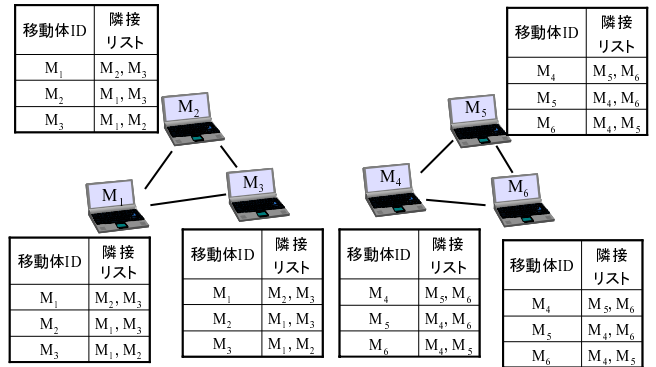 移動体ID 隣接リスト
M1 M2, M3
M2 M1, M3
M3 M1, M2
移動体ID 隣接リスト
M4 M5, M6
M5 M4, M6
M6 M4, M5
M2
M5
M1
M3
M4
M6
移動体ID 隣接リスト
M1 M2, M3
M2 M1, M3
M3 M1, M2
移動体ID 隣接リスト
M1 M2, M3
M2 M1, M3
M3 M1, M2
移動体ID 隣接リスト
M4 M5, M6
M5 M4, M6
M6 M4, M5
移動体ID 隣接リスト
M4 M5, M6
M5 M4, M6
M6 M4, M5